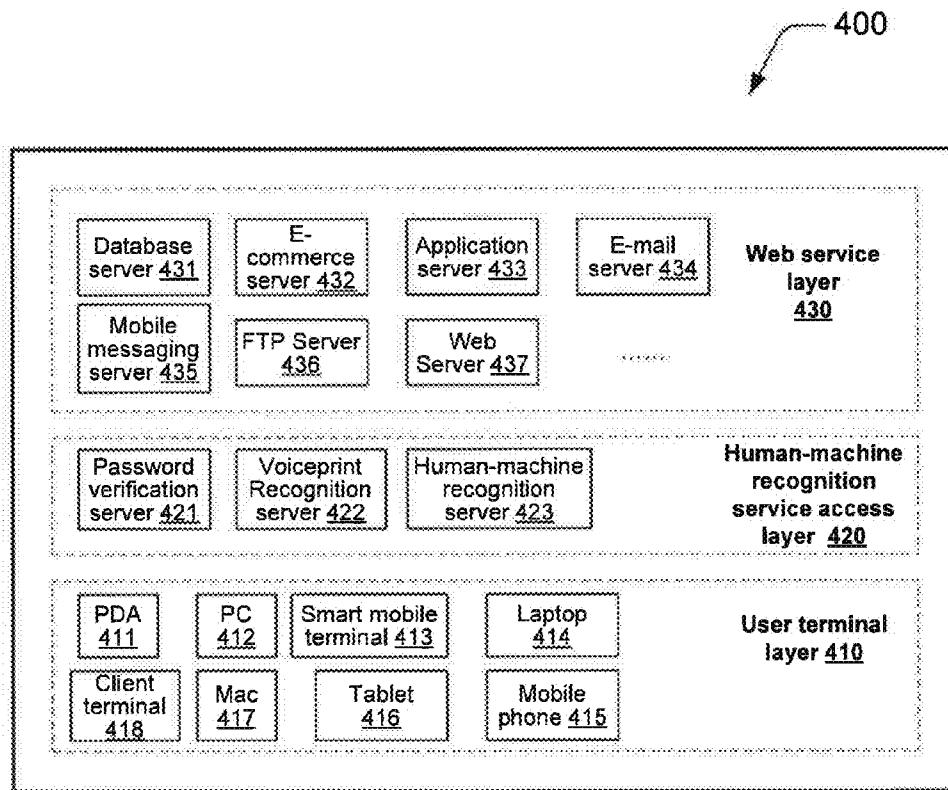 400
Database
server 431
E-
commerce
server 432
Application
server 433
E-mail
server 434
Web service
layer
430
Mobile
messaging
server 435
FTP Server
436
Web
Server 437
......
Password
verification
server 421
Voiceprint
Recognition
server 422
Human-machine
recognition
server 423
Human-machine
recognition
service access
layer 420
PDA
411
PC
412
Smart mobile
terminal 413
Laptop
414
User terminal
layer 410
Client
terminal
418
Mac
417
Tablet
416
Mobile
phone 415